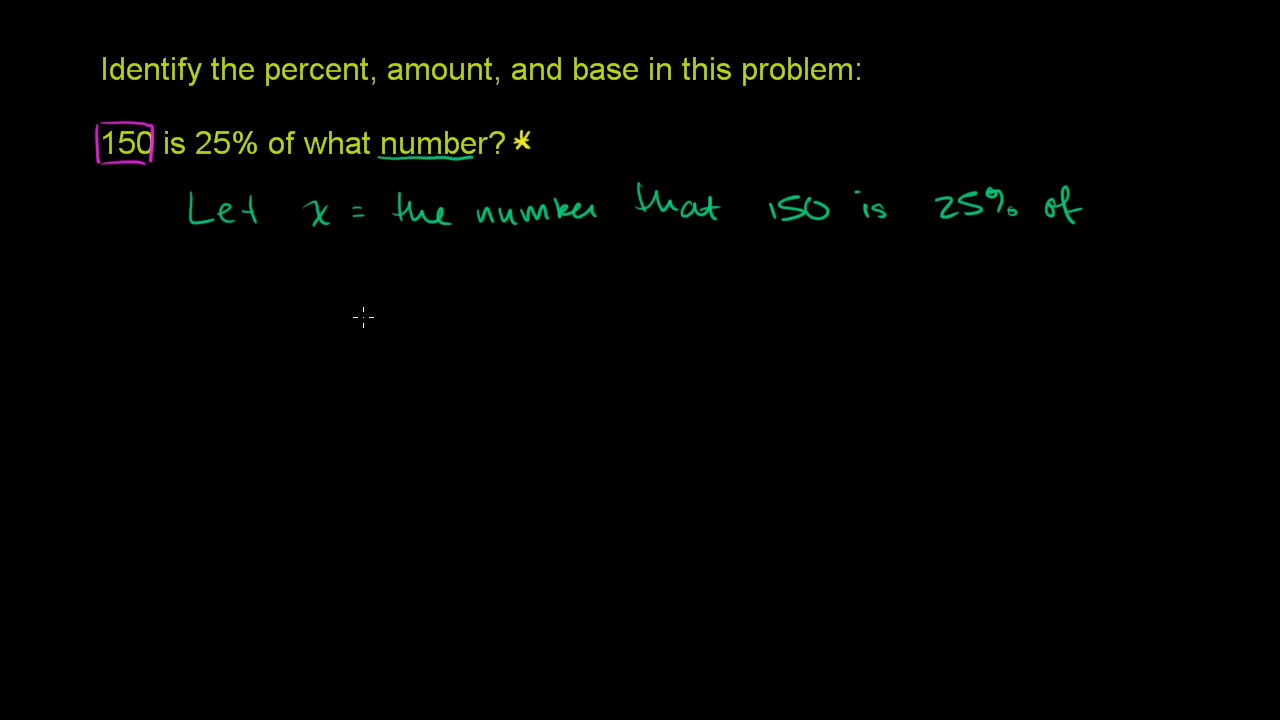 Identify the percent, amount, and base in this problem:
150 is 25% of what number? *
Let x = the number that 150 is 25% of